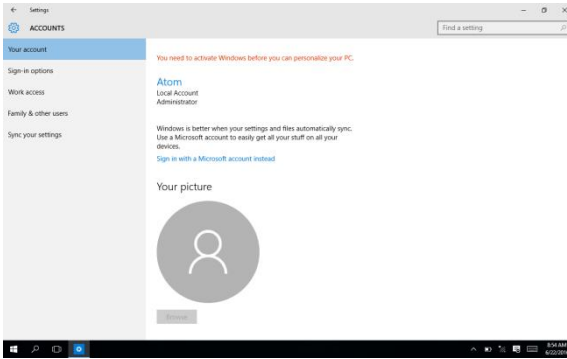 Settings
ACCOUNTS
Find a setting
Your account
Sign-in options
Work access
Family & other users
Sync your settings
You need to activate Windows before you can personalize your PC.
Atom
Local Account
Administrator
Windows is better when your settings and files automatically sync.
Use a Microsoft account to easily get all your stuff on all your
devices.
Sign in with a Microsoft account instead
Your picture
Browse
8:54 AM